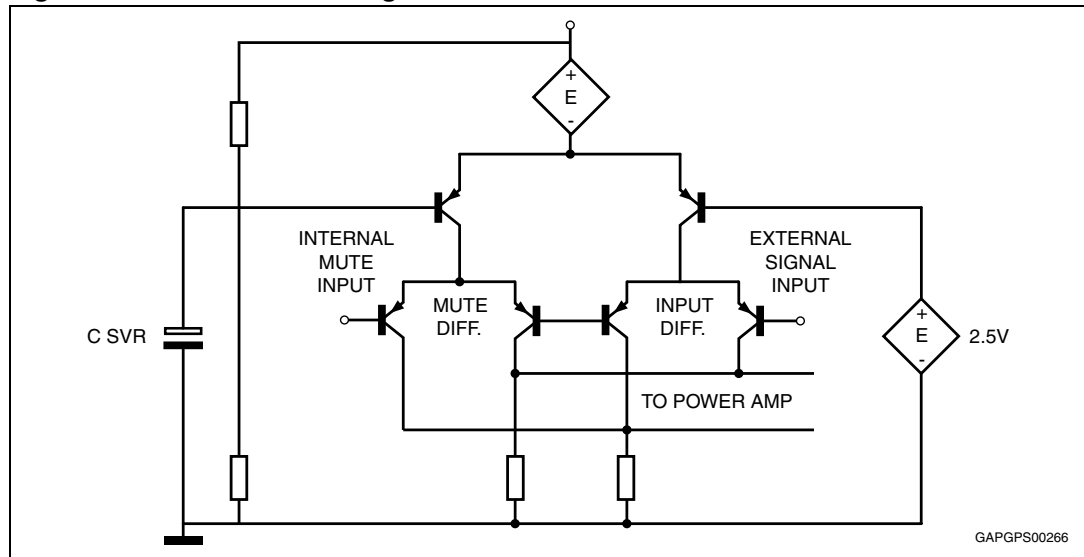 +
E
-
INTERNAL
MUTE
INPUT
EXTERNAL
SIGNAL
INPUT
MUTE
DIFF.
INPUT
DIFF.
C SVR
+
E
-
2.5V
TO POWER AMP
GAPGPS00266